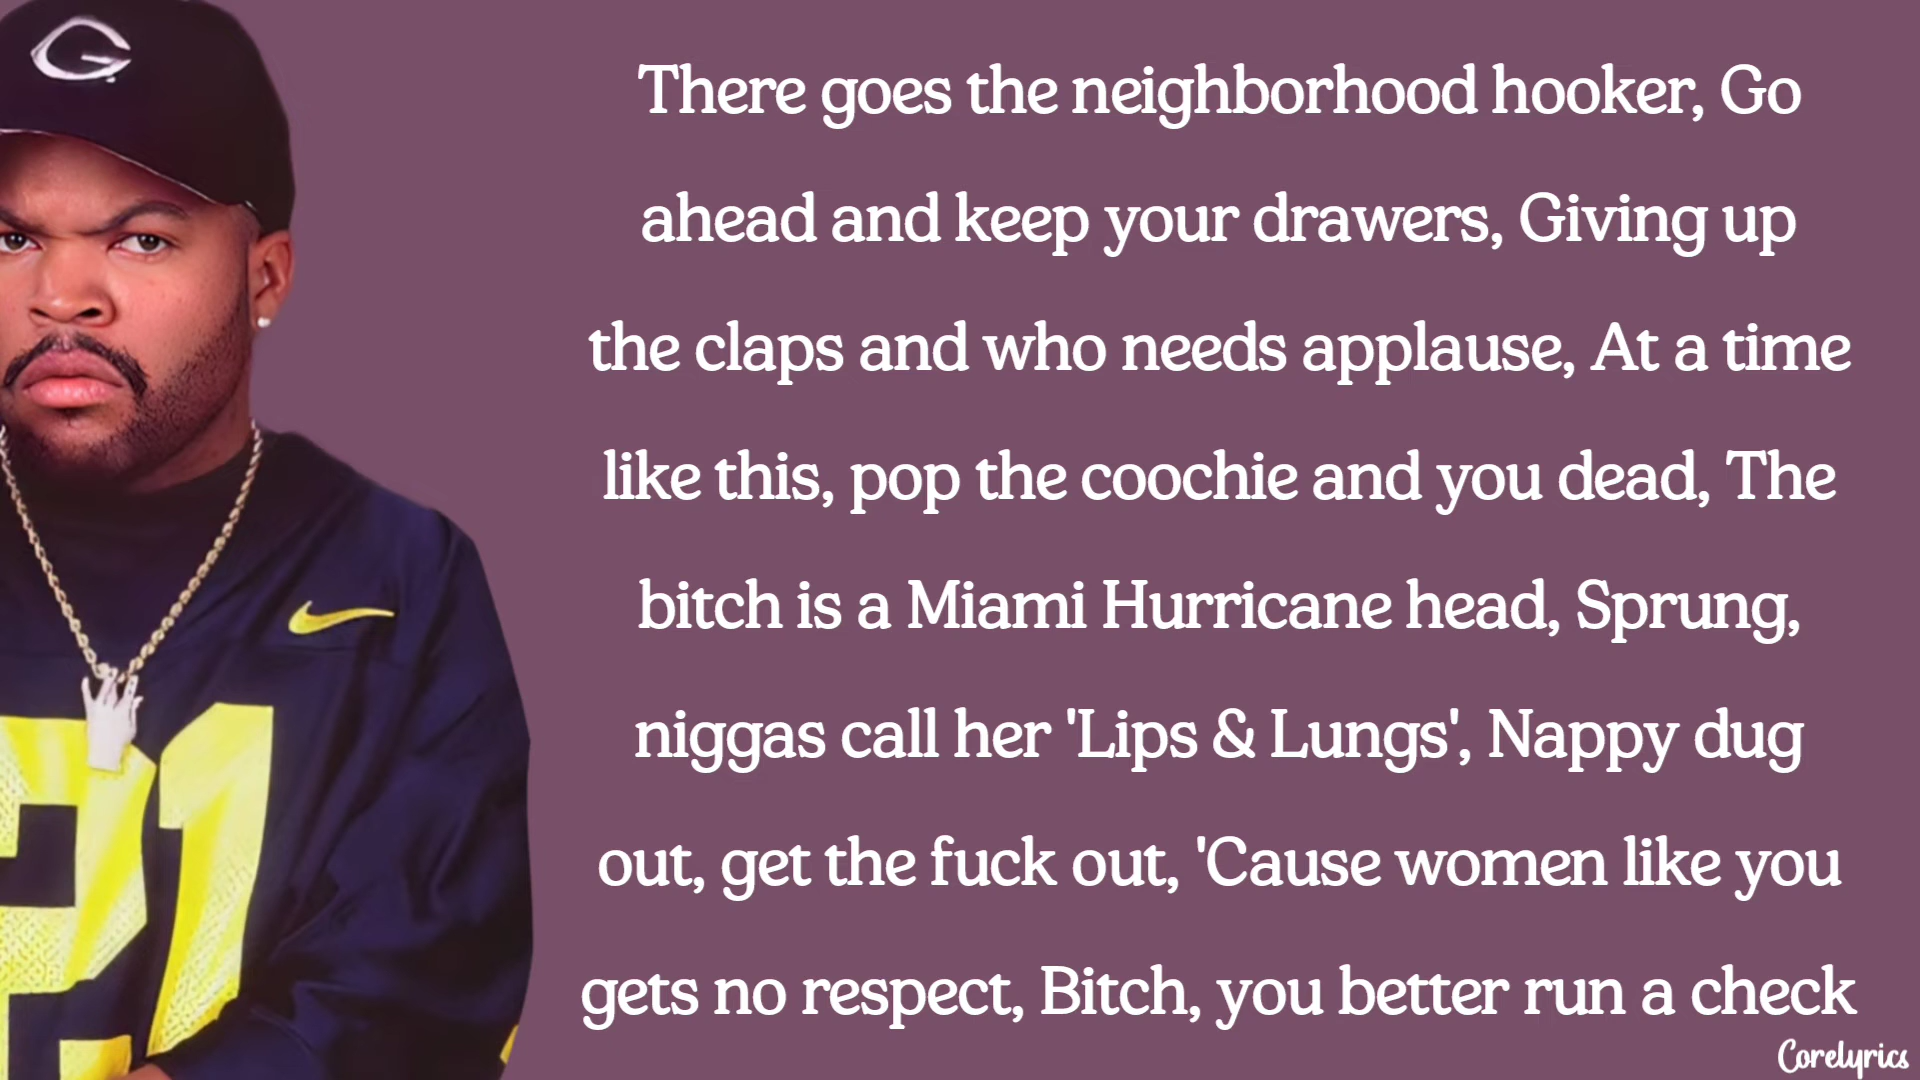 G
There goes the neighborhood hooker, Go
ahead and keep your drawers, Giving up
the claps and who needs applause, At a time
like this, pop the coochie and you dead, The
bitch is a Miami Hurricane head, Sprung,
niggas call her 'Lips & Lungs', Nappy dug
out, get the fuck out, 'Cause women like you
gets no respect, Bitch, you better run a check
21
Corelyrics